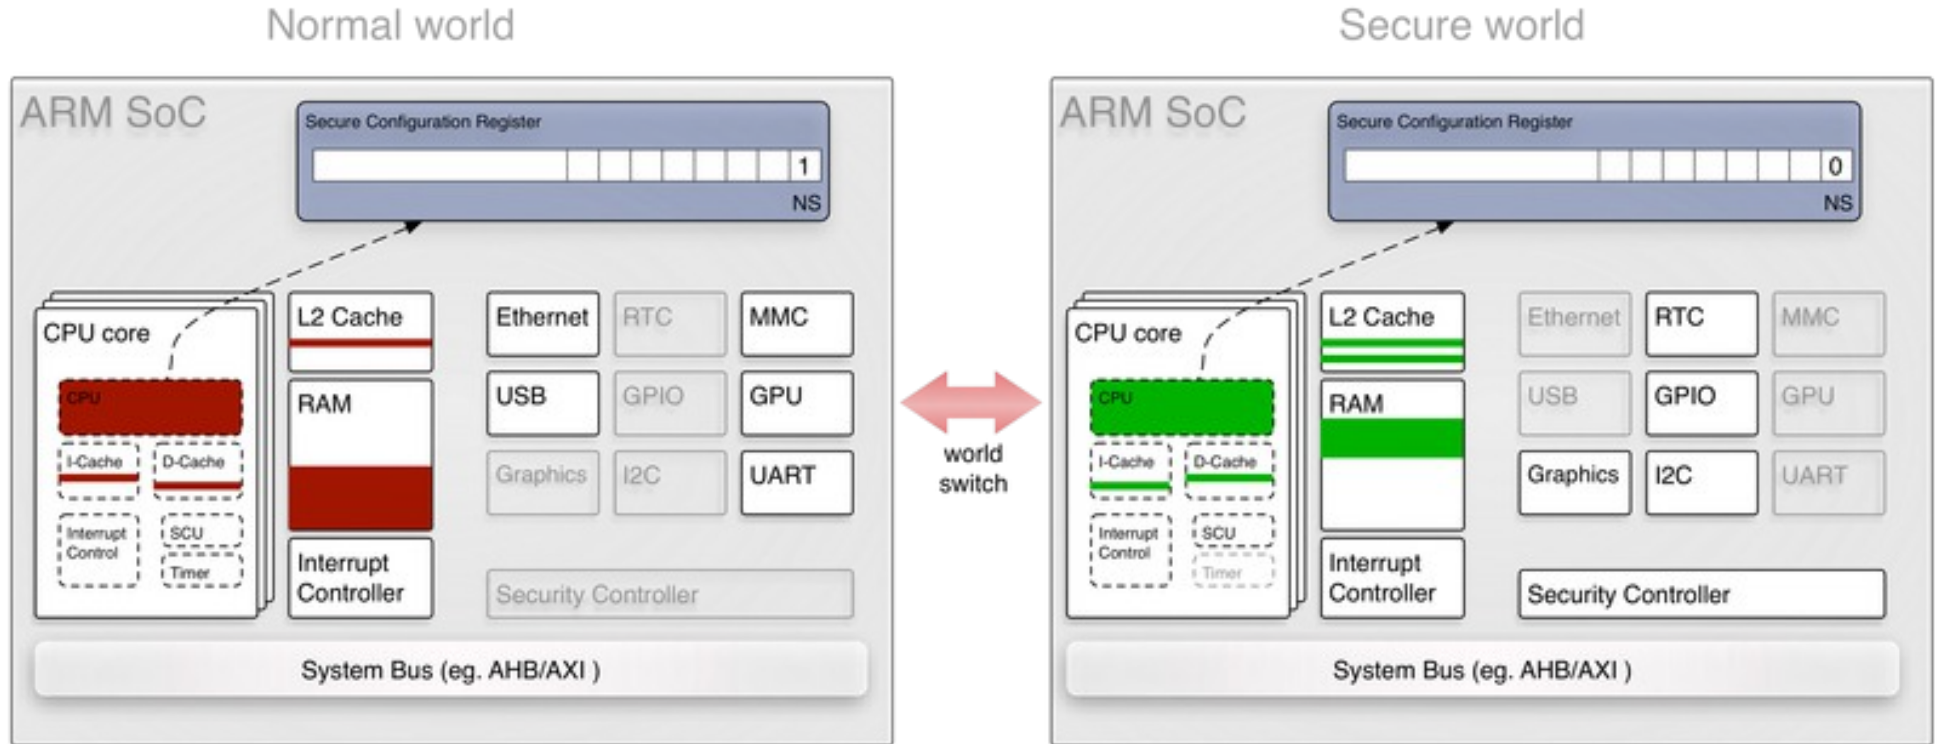 Normal world
Secure world
ARM SoC
Secure Configuration Register
1
NS
CPU core
CPU
I-Cache
D-Cache
Interrupt
Control
SCU
Timer
L2 Cache
RAM
Interrupt
Controller
Ethernet
RTC
MMC
USB
GPIO
GPU
Graphics
I2C
UART
Security Controller
System Bus (eg. AHB/AXI )
world
switch
ARM SoC
Secure Configuration Register
0
NS
CPU core
CPU
I-Cache
D-Cache
Interrupt
Control
SCU
Timer
L2 Cache
RAM
Interrupt
Controller
Ethernet
RTC
MMC
USB
GPIO
GPU
Graphics
I2C
UART
Security Controller
System Bus (eg. AHB/AXI )